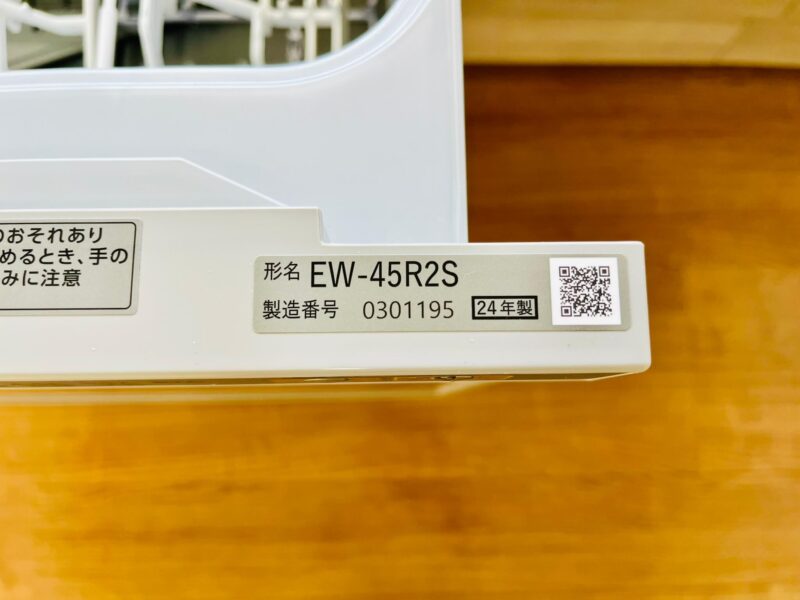 のおそれあり
めるとき、手の
みに注意
形名 EW-45R2S
製造番号 0301195 24年製